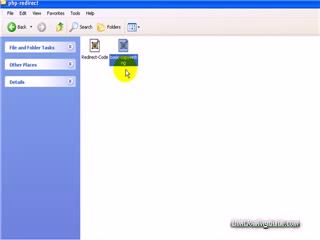 php-redirect
File Edit View Favorites Tools Help
Back Search Folders
File and Folder Tasks
Other Places
Details
Redirect-Code